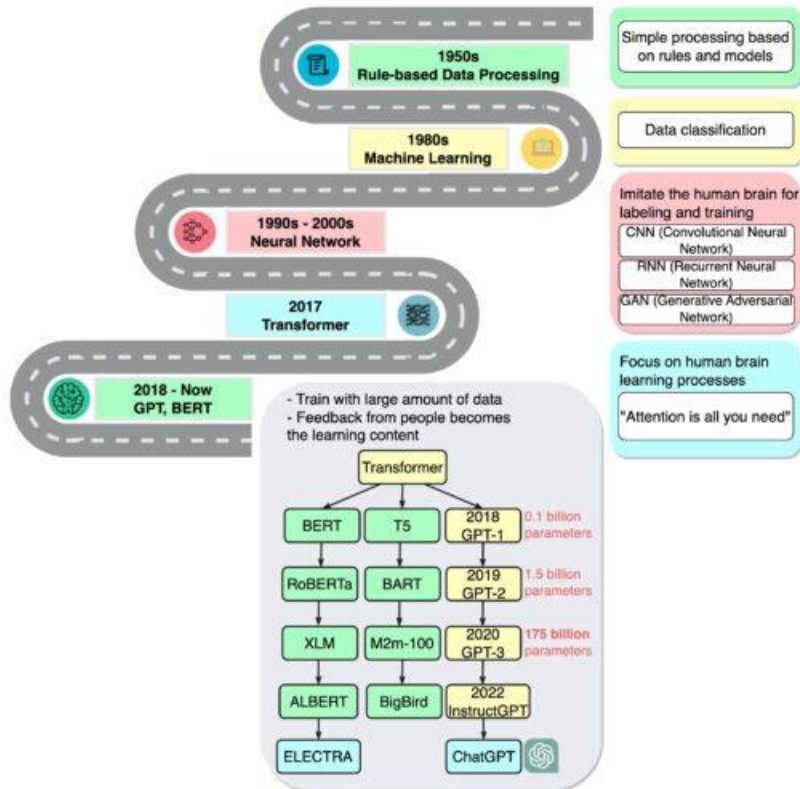 1950s
Rule-based Data Processing
Simple processing based
on rules and models
1980s
Machine Learning
Data classification
1990s - 2000s
Neural Network
Imitate the human brain for
labeling and training
CNN (Convolutional Neural
Network)
RNN (Recurrent Neural
Network)
GAN (Generative Adversarial
Network)
2017
Transformer
Focus on human brain
learning processes
"Attention is all you need"
2018 - Now
GPT, BERT
- Train with large amount of data
- Feedback from people becomes
the learning content
Transformer
BERT
T5
2018
GPT-1
0.1 billion
parameters
RoBERTa
BART
2019
GPT-2
1.5 billion
parameters
XLM
M2m-100
2020
GPT-3
175 billion
parameters
ALBERT
BigBird
2022
InstructGPT
ELECTRA
ChatGPT